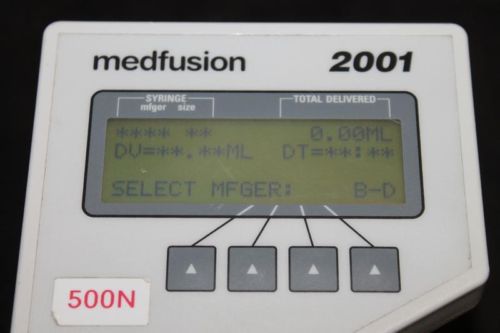 medfusion 2001
SYRINGE TOTAL DELIVERED
mfger size
**** ** 0.00ML
DV=**.**ML DT=**:**
SELECT MFGER: B-D
500N